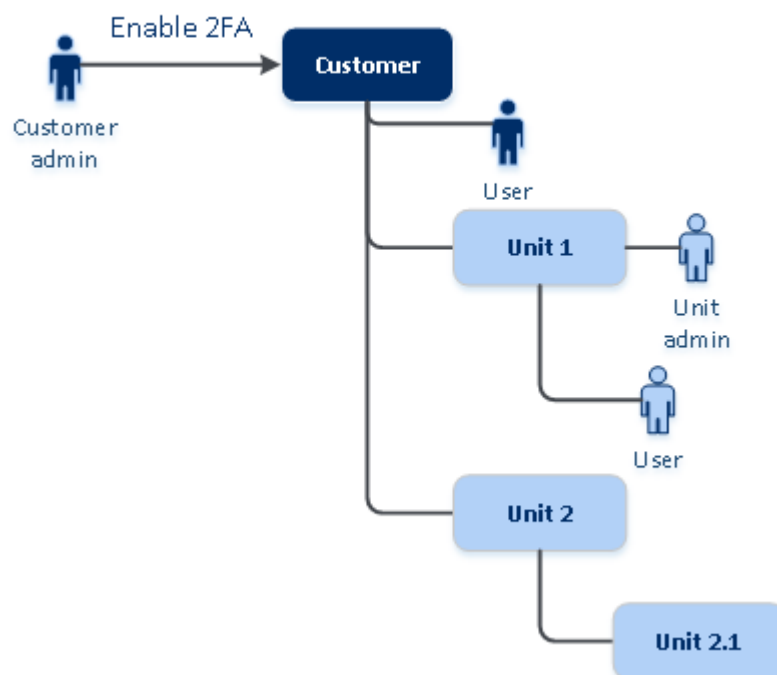 Enable 2FA
Customer
Customer
admin
User
Unit 1
Unit
admin
User
Unit 2
Unit 2.1